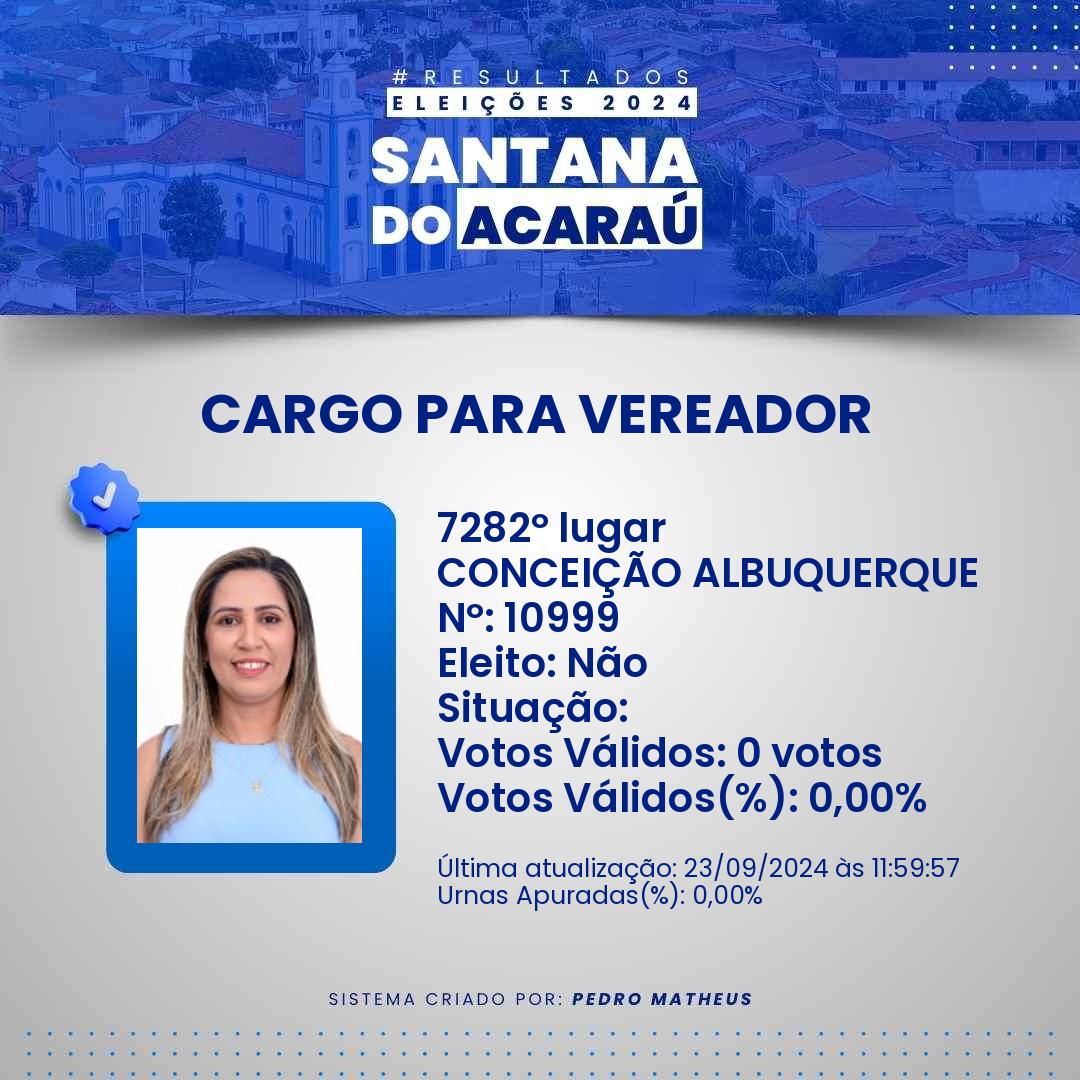 #RESULTADOS
ELEIÇÕES 2024
SANTANA
DO ACARAÚ
CARGO PARA VEREADOR
7282º lugar
CONCEIÇÃO ALBUQUERQUE
Nº: 10999
Eleito: Não
Situação:
Votos Válidos: 0 votos
Votos Válidos(%): 0,00%
Última atualização: 23/09/2024 às 11:59:57
Urnas Apuradas(%): 0,00%
SISTEMA CRIADO POR: PEDRO MATHEUS